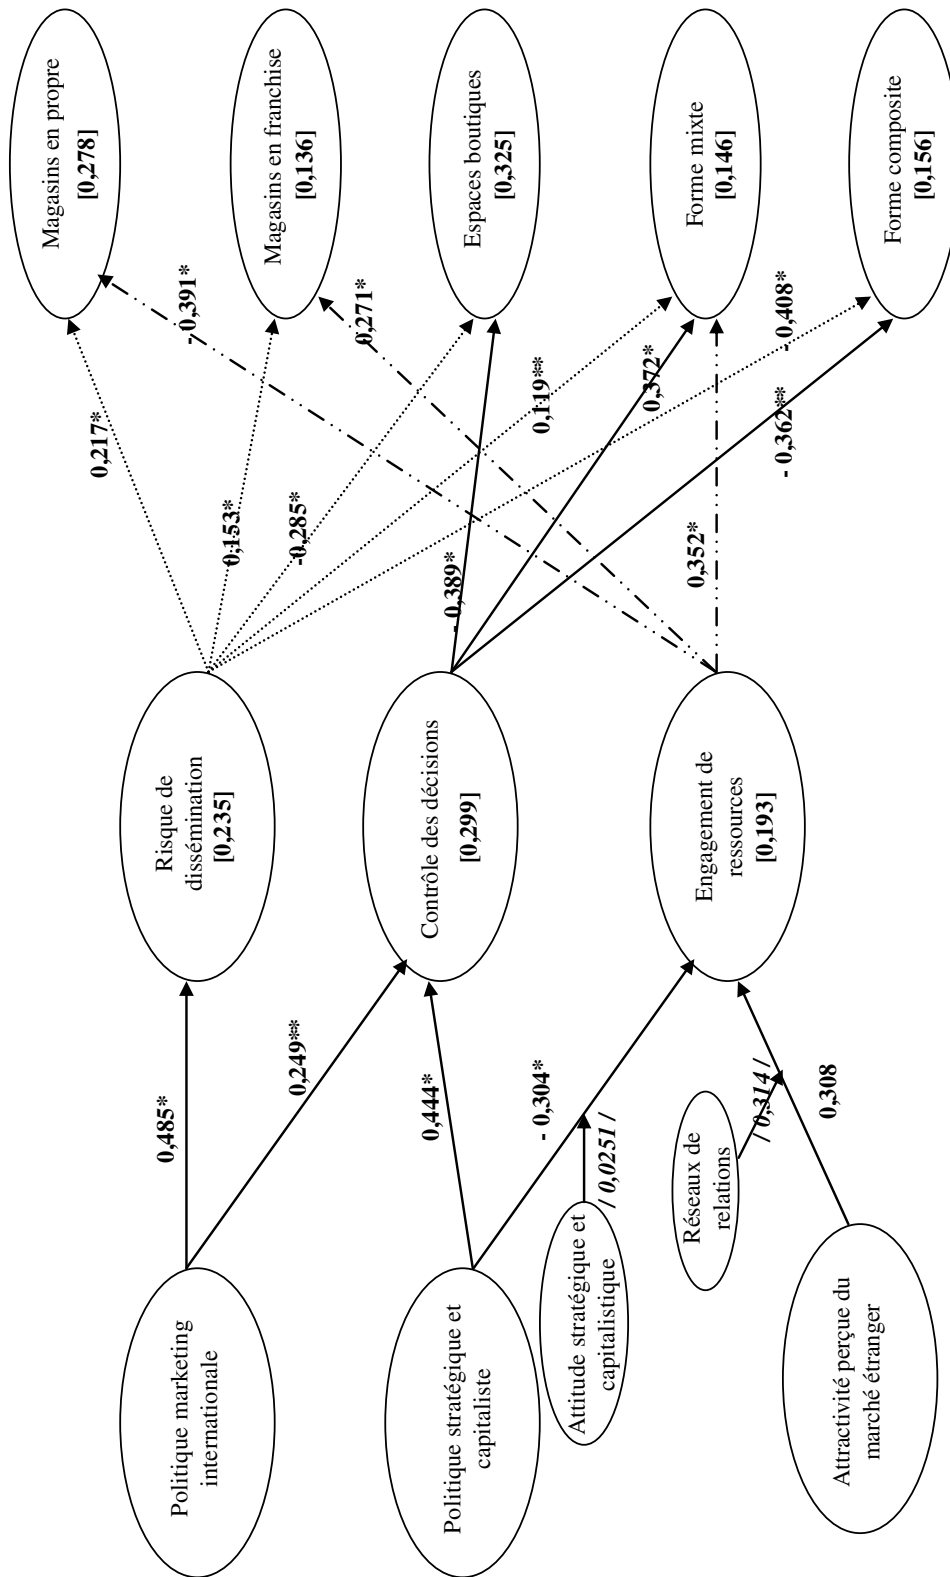 Politique marketing
internationale
Politique stratégique et
capitaliste
Attitude stratégique et
capitalistique
Réseaux de
relations
Attractivité perçue du
marché étranger
0,485*
0,249**
0,444*
- 0,304*
/ 0,0251 /
/ 0,314 /
0,308
Risque de
dissémination
[0,235]
Contrôle des décisions
[0,299]
Engagement de
ressources
[0,193]
0,217*
0,153*
-0,285*
0,119**
- 0,408*
- 0,389*
0,372*
- 0,362**
- 0,391*
0,271*
0,352*
Magasins en propre
[0,278]
Magasins en franchise
[0,136]
Espaces boutiques
[0,325]
Forme mixte
[0,146]
Forme composite
[0,156]